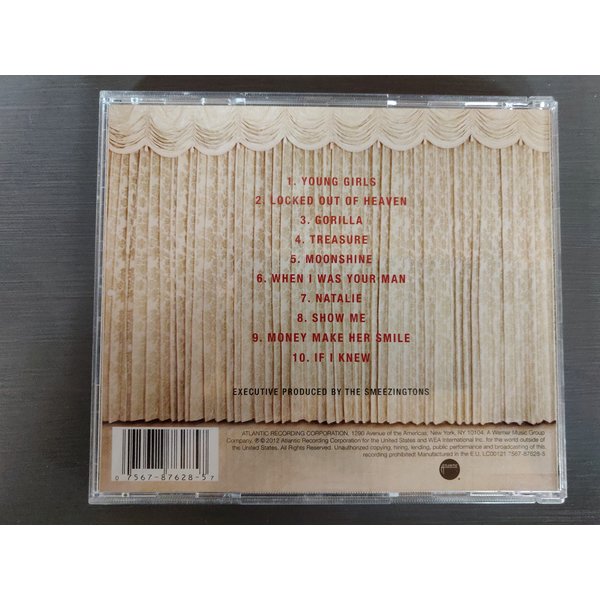 1. YOUNG GIRLS
2. LOCKED OUT OF HEAVEN
3. GORILLA
4. TREASURE
5. MOONSHINE
6. WHEN I WAS YOUR MAN
7. NATALIE
8. SHOW ME
9. MONEY MAKE HER SMILE
10. IF I KNEW
EXECUTIVE PRODUCED BY THE SMEEZINGTONS
ATLANTIC RECORDING CORPORATION, 1290 Avenue of the Americas, New York, NY 10104. A Warner Music Group
Company, ℗ © 2012 Atlantic Recording Corporation for the United States and WEA International Inc. for the world outside of
the United States. All Rights Reserved. Unauthorized copying, hiring, lending, public performance and broadcasting of this
recording prohibited. Manufactured in the E.U. LC00121 7567-87628-5
ATLANTIC
0 7567-87628-5 7